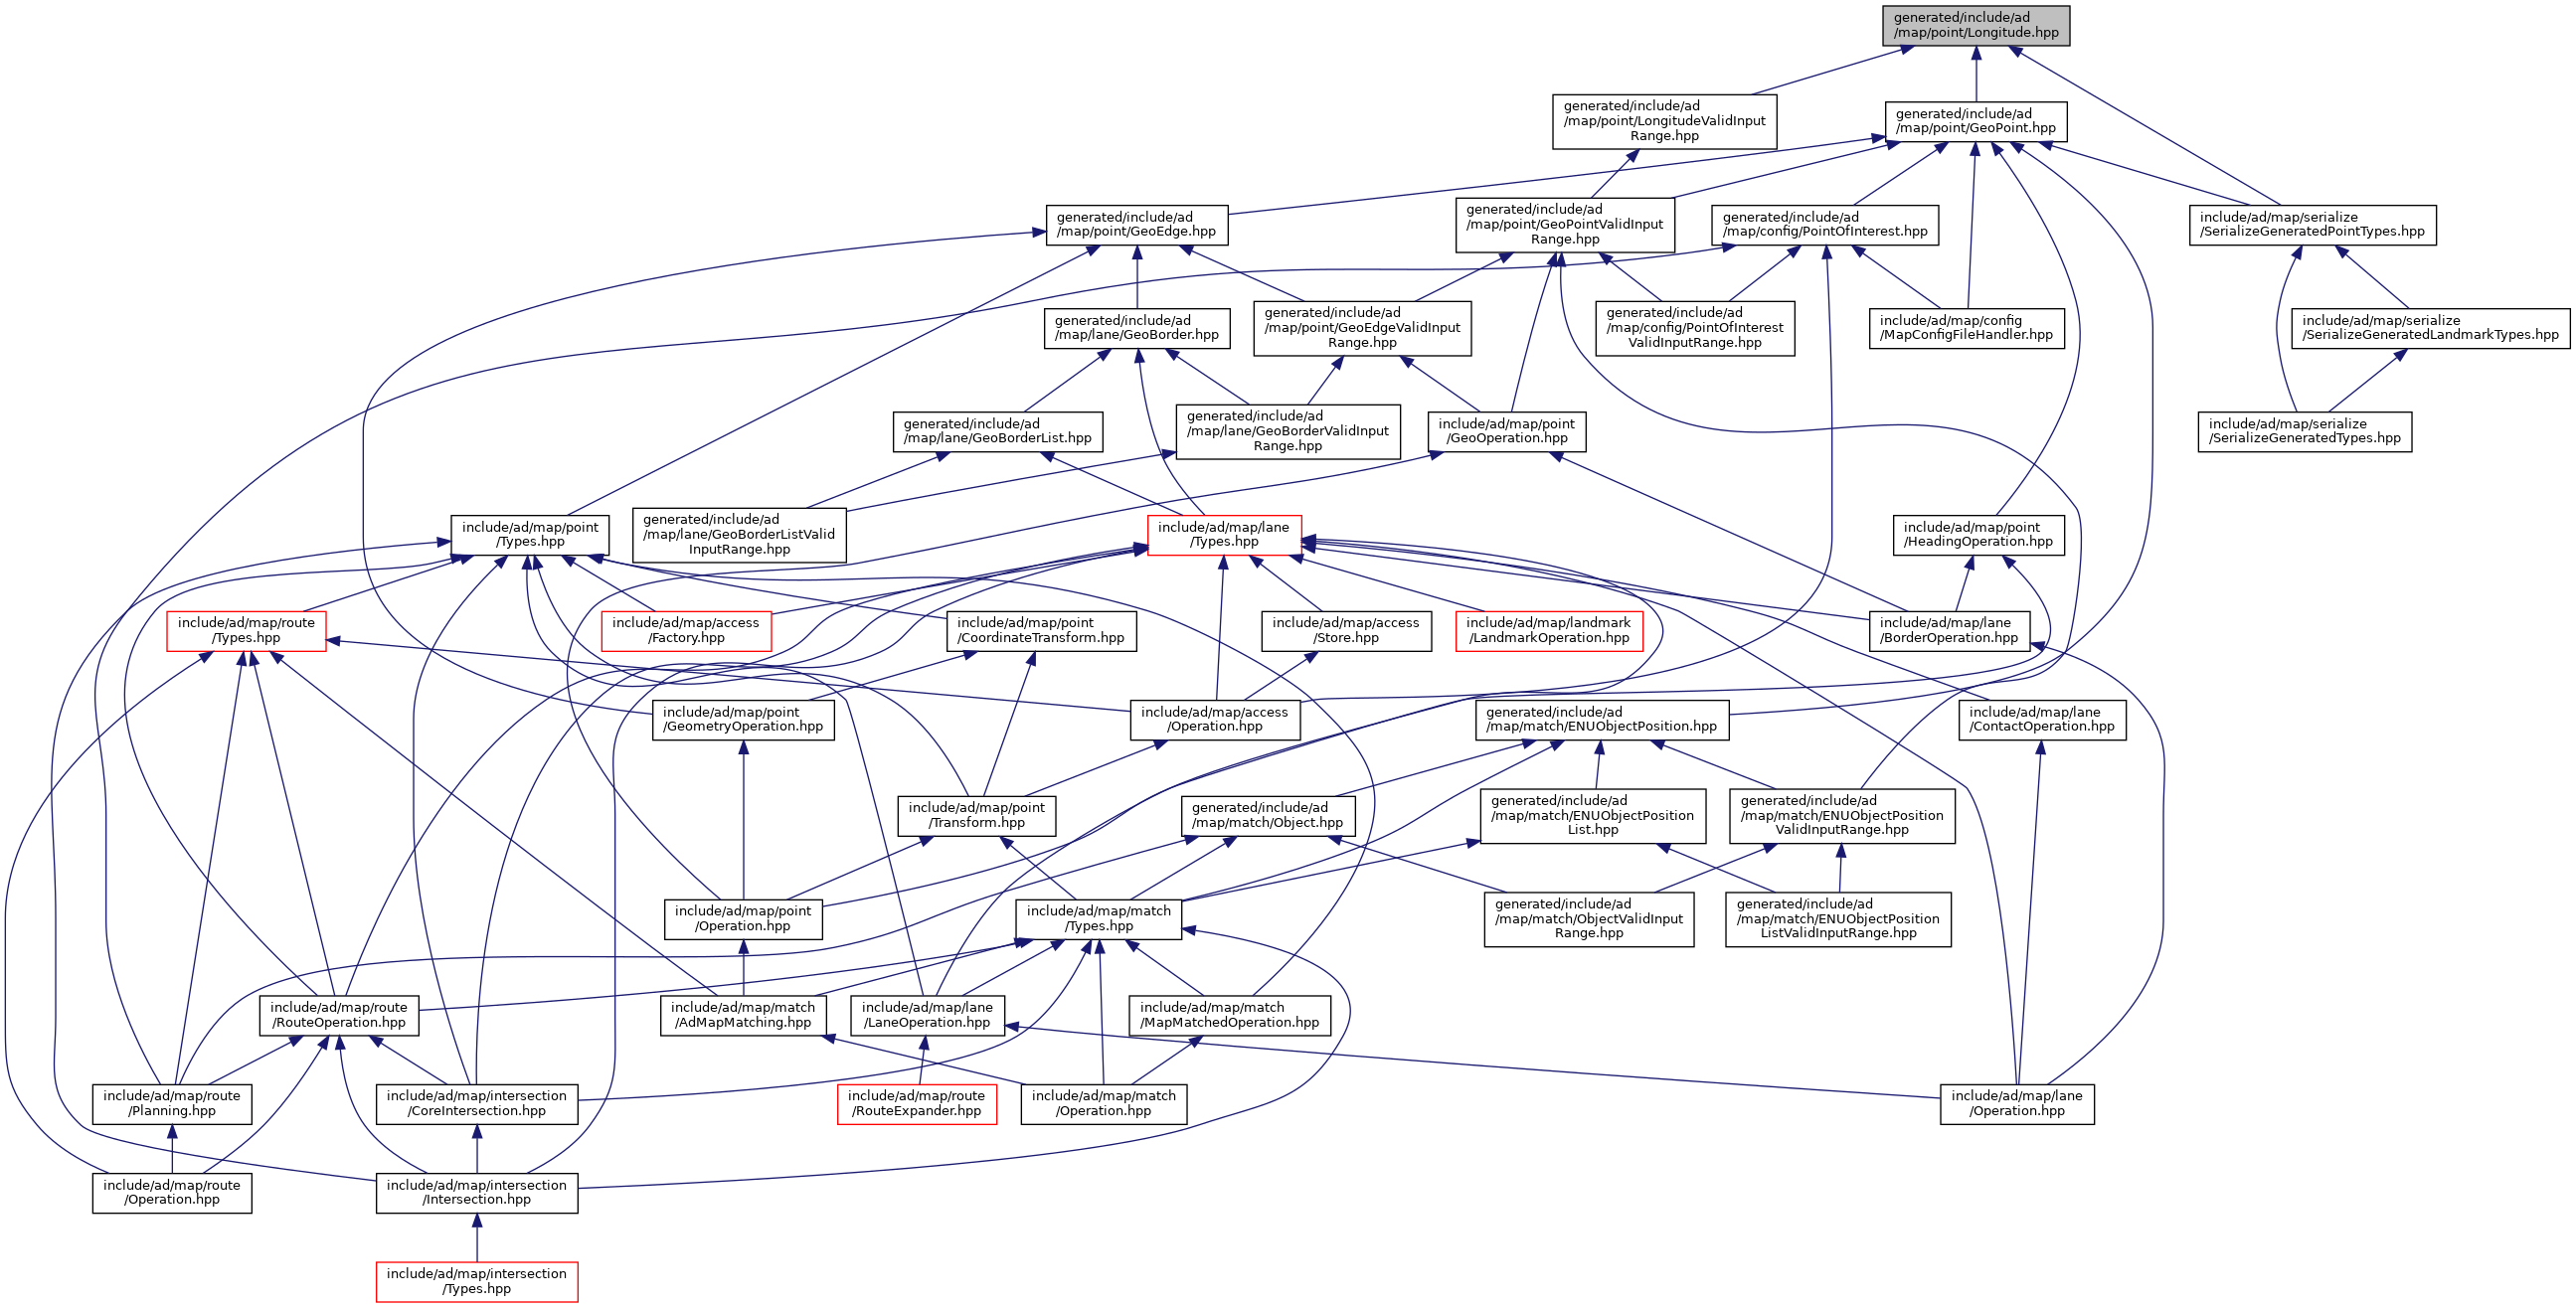 generated/include/ad
/map/point/Longitude.hpp
generated/include/ad
/map/point/LongitudeValidInput
Range.hpp
generated/include/ad
/map/point/GeoPoint.hpp
generated/include/ad
/map/point/GeoEdge.hpp
generated/include/ad
/map/point/GeoPointValidInput
Range.hpp
generated/include/ad
/map/config/PointOfInterest.hpp
include/ad/map/serialize
/SerializeGeneratedPointTypes.hpp
generated/include/ad
/map/lane/GeoBorder.hpp
generated/include/ad
/map/point/GeoEdgeValidInput
Range.hpp
generated/include/ad
/map/config/PointOfInterest
ValidInputRange.hpp
include/ad/map/config
/MapConfigFileHandler.hpp
include/ad/map/serialize
/SerializeGeneratedLandmarkTypes.hpp
generated/include/ad
/map/lane/GeoBorderList.hpp
generated/include/ad
/map/lane/GeoBorderValidInput
Range.hpp
include/ad/map/point
/GeoOperation.hpp
include/ad/map/serialize
/SerializeGeneratedTypes.hpp
include/ad/map/point
/Types.hpp
generated/include/ad
/map/lane/GeoBorderListValid
InputRange.hpp
include/ad/map/lane
/Types.hpp
include/ad/map/point
/HeadingOperation.hpp
include/ad/map/route
/Types.hpp
include/ad/map/access
/Factory.hpp
include/ad/map/point
/CoordinateTransform.hpp
include/ad/map/access
/Store.hpp
include/ad/map/landmark
/LandmarkOperation.hpp
include/ad/map/lane
/BorderOperation.hpp
include/ad/map/point
/GeometryOperation.hpp
include/ad/map/access
/Operation.hpp
generated/include/ad
/map/match/ENUObjectPosition.hpp
include/ad/map/lane
/ContactOperation.hpp
include/ad/map/point
/Transform.hpp
generated/include/ad
/map/match/Object.hpp
generated/include/ad
/map/match/ENUObjectPosition
List.hpp
generated/include/ad
/map/match/ENUObjectPosition
ValidInputRange.hpp
include/ad/map/point
/Operation.hpp
include/ad/map/match
/Types.hpp
generated/include/ad
/map/match/ObjectValidInput
Range.hpp
generated/include/ad
/map/match/ENUObjectPosition
ListValidInputRange.hpp
include/ad/map/route
/RouteOperation.hpp
include/ad/map/match
/AdMapMatching.hpp
include/ad/map/lane
/LaneOperation.hpp
include/ad/map/match
/MapMatchedOperation.hpp
include/ad/map/route
/Planning.hpp
include/ad/map/intersection
/CoreIntersection.hpp
include/ad/map/route
/RouteExpander.hpp
include/ad/map/match
/Operation.hpp
include/ad/map/lane
/Operation.hpp
include/ad/map/route
/Operation.hpp
include/ad/map/intersection
/Intersection.hpp
include/ad/map/intersection
/Types.hpp